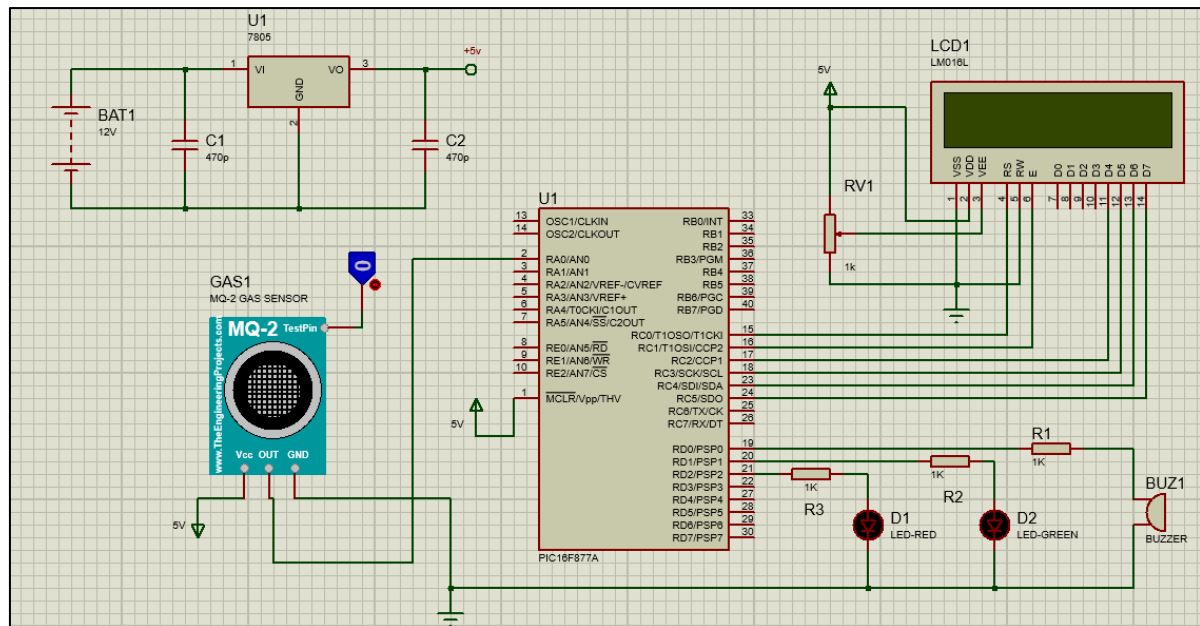 U1
7805
1
VI
VO
3
GND
2
+5v
BAT1
12V
C1
470p
C2
470p
LCD1
LM016L
VSS
VDD
VEE
RS
RW
E
D0
D1
D2
D3
D4
D5
D6
D7
1
2
3
4
5
6
7
8
9
10
11
12
13
14
5V
RV1
1k
GAS1
MQ-2 GAS SENSOR
0
MQ-2
TestPin
www.TheEngineeringProjects.com
Vcc OUT GND
5V
5V
U1
13 OSC1/CLKIN
14 OSC2/CLKOUT
2 RA0/AN0
3 RA1/AN1
4 RA2/AN2/VREF-/CVREF
5 RA3/AN3/VREF+
6 RA4/T0CKI/C1OUT
7 RA5/AN4/SS/C2OUT
8 RE0/AN5/RD
9 RE1/AN6/WR
10 RE2/AN7/CS
1 MCLR/Vpp/THV
RB0/INT 33
RB1 34
RB2 35
RB3/PGM 36
RB4 37
RB5 38
RB6/PGC 39
RB7/PGD 40
RC0/T1OSO/T1CKI 15
RC1/T1OSI/CCP2 16
RC2/CCP1 17
RC3/SCK/SCL 18
RC4/SDI/SDA 23
RC5/SDO 24
RC6/TX/CK 25
RC7/RX/DT 26
RD0/PSP0 19
RD1/PSP1 20
RD2/PSP2 21
RD3/PSP3 22
RD4/PSP4 27
RD5/PSP5 28
RD6/PSP6 29
RD7/PSP7 30
PIC16F877A
R1
1K
R2
1K
R3
1K
D1
LED-RED
D2
LED-GREEN
BUZ1
BUZZER